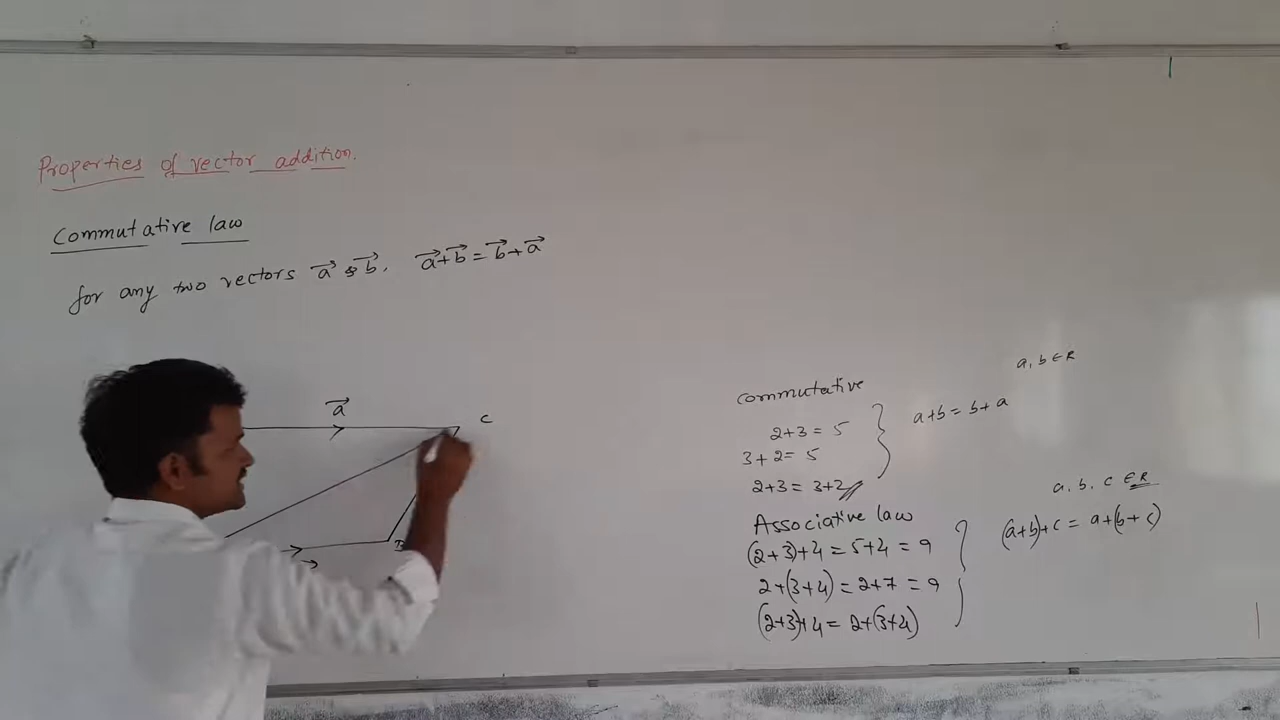 Properties of vector addition.
Commutative law
for any two vectors a⃗ & b⃗, a⃗+b⃗ = b⃗+a⃗
a⃗
C
B
commutative
2+3 = 5
3+2 = 5
2+3 = 3+2
a+b = b+a
a, b ∈ R
Associative law
(2+3)+4 = 5+4 = 9
2+(3+4) = 2+7 = 9
(2+3)+4 = 2+(3+4)
a, b, c ∈ R
(a+b)+c = a+(b+c)